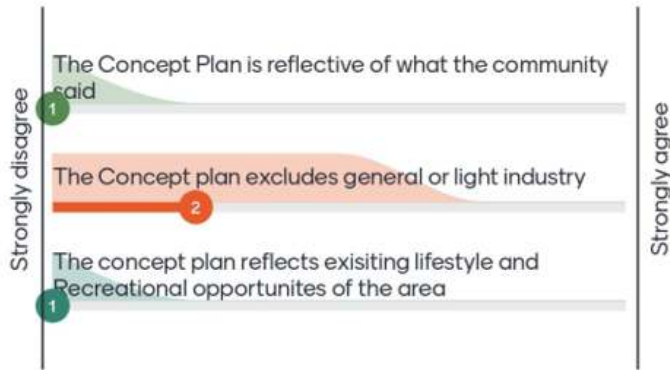 Strongly disagree
The Concept Plan is reflective of what the community
said
1
The Concept plan excludes general or light industry
2
The concept plan reflects exisiting lifestyle and
Recreational opportunites of the area
1
Strongly agree